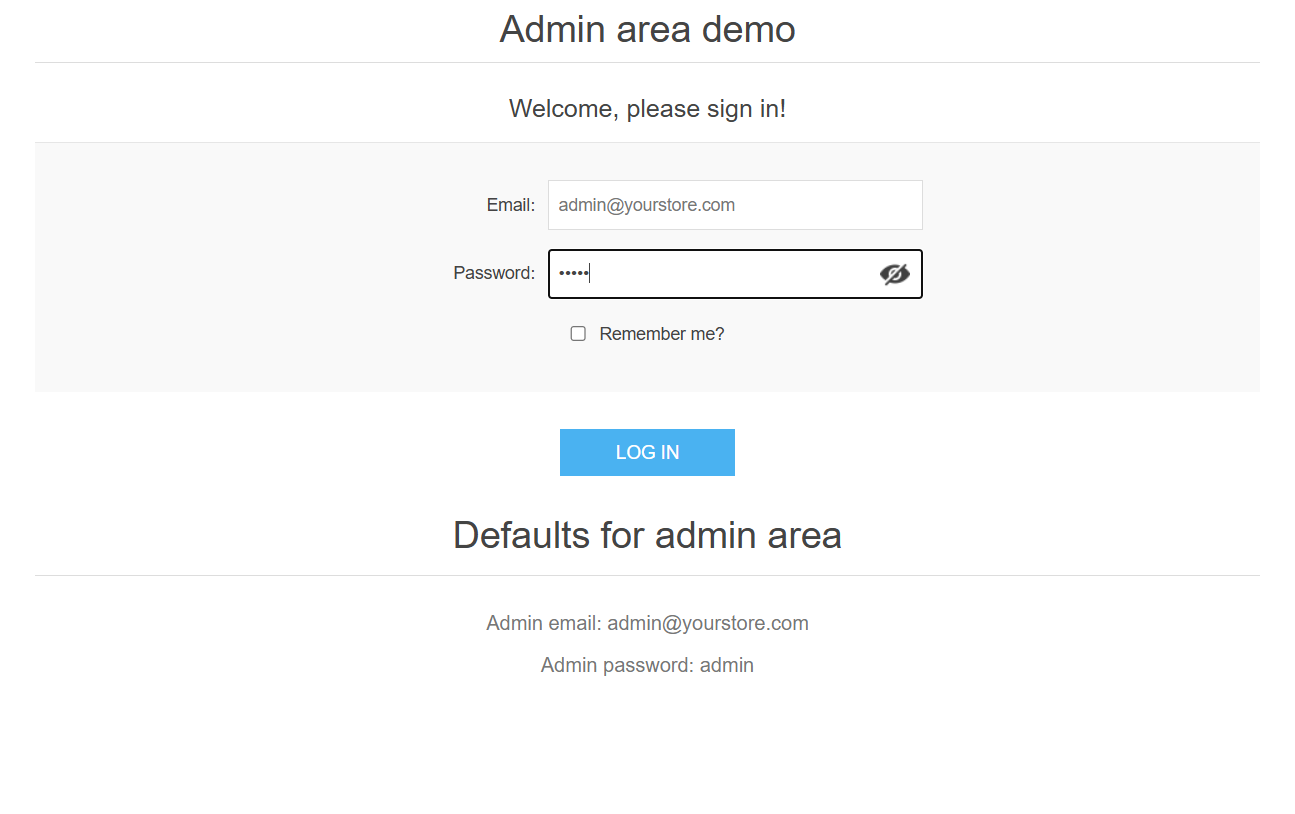 Admin area demo
Welcome, please sign in!
Email: admin@yourstore.com
Password: •••••
Remember me?
LOG IN
Defaults for admin area
Admin email: admin@yourstore.com
Admin password: admin